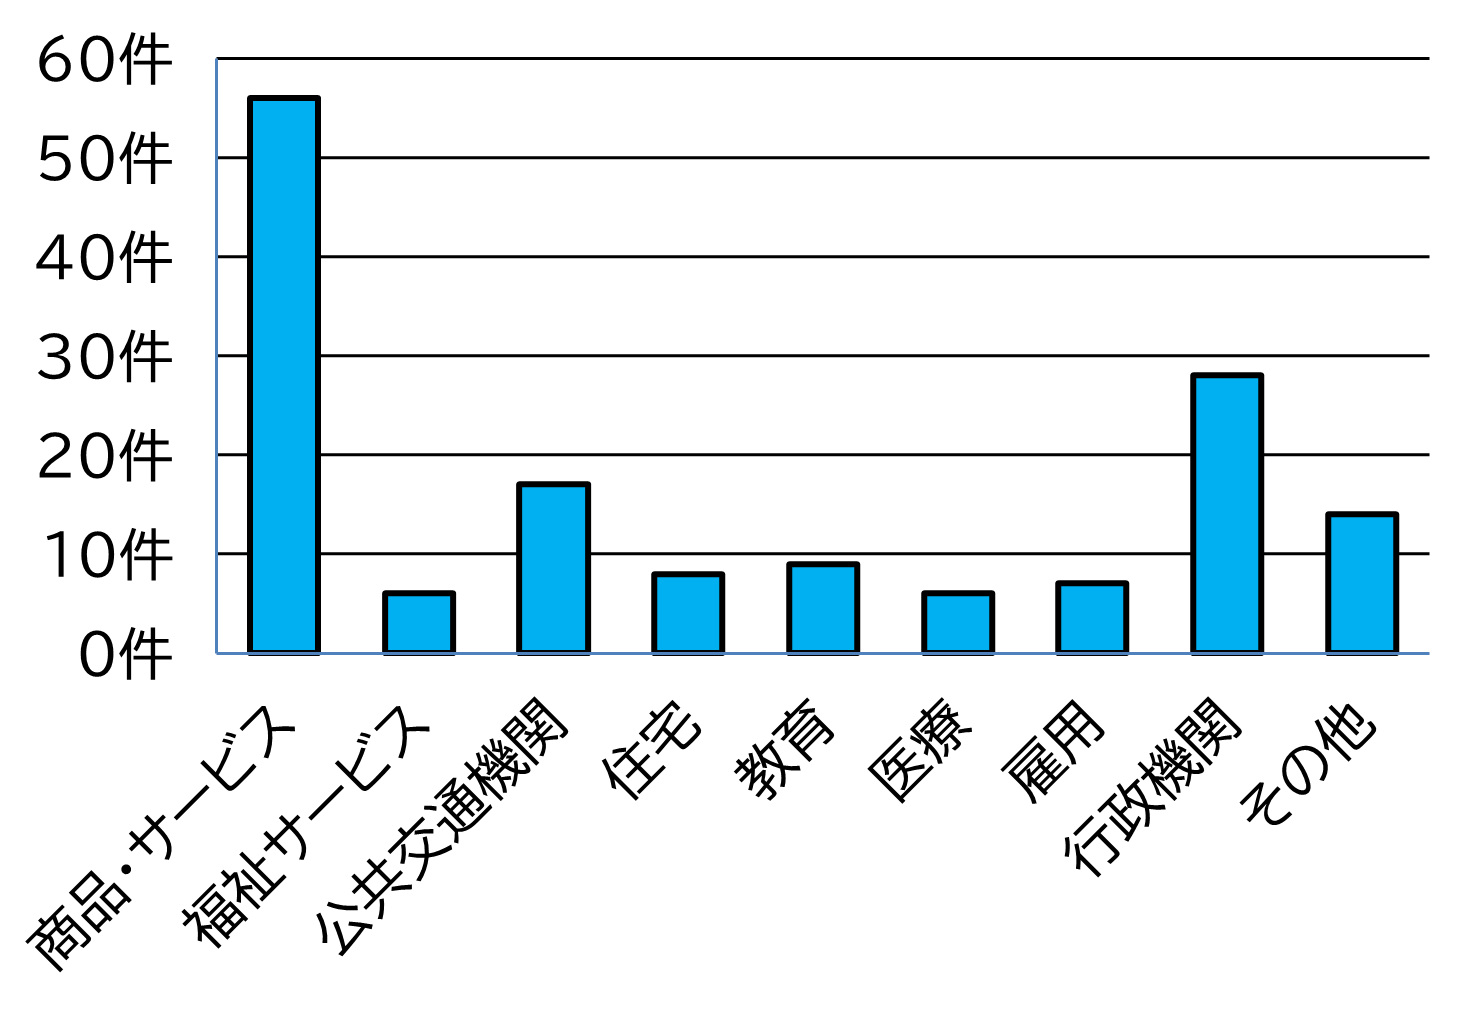 60件
50件
40件
30件
20件
10件
0件
商品・サービス
福祉サービス
公共交通機関
住宅
教育
医療
雇用
行政機関
その他